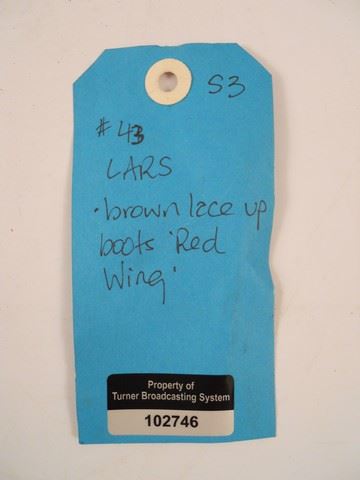 S3
#43
LARS
·brown lace up
boots 'Red
Wing'
Property of
Turner Broadcasting System
102746